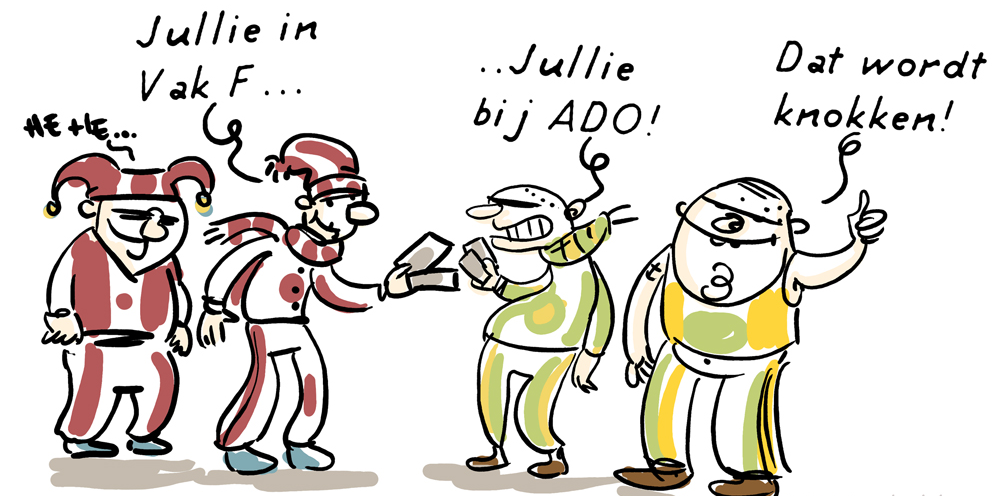 Jullie in
Vak F...
HE HE...
..Jullie
bij ADO!
Dat wordt
knokken!